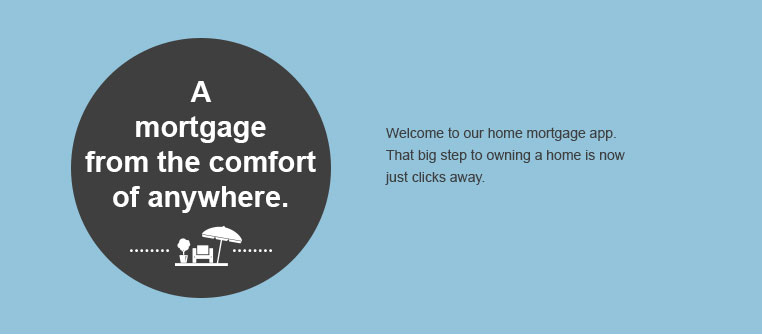 A
mortgage
from the comfort
of anywhere.
Welcome to our home mortgage app.
That big step to owning a home is now
just clicks away.